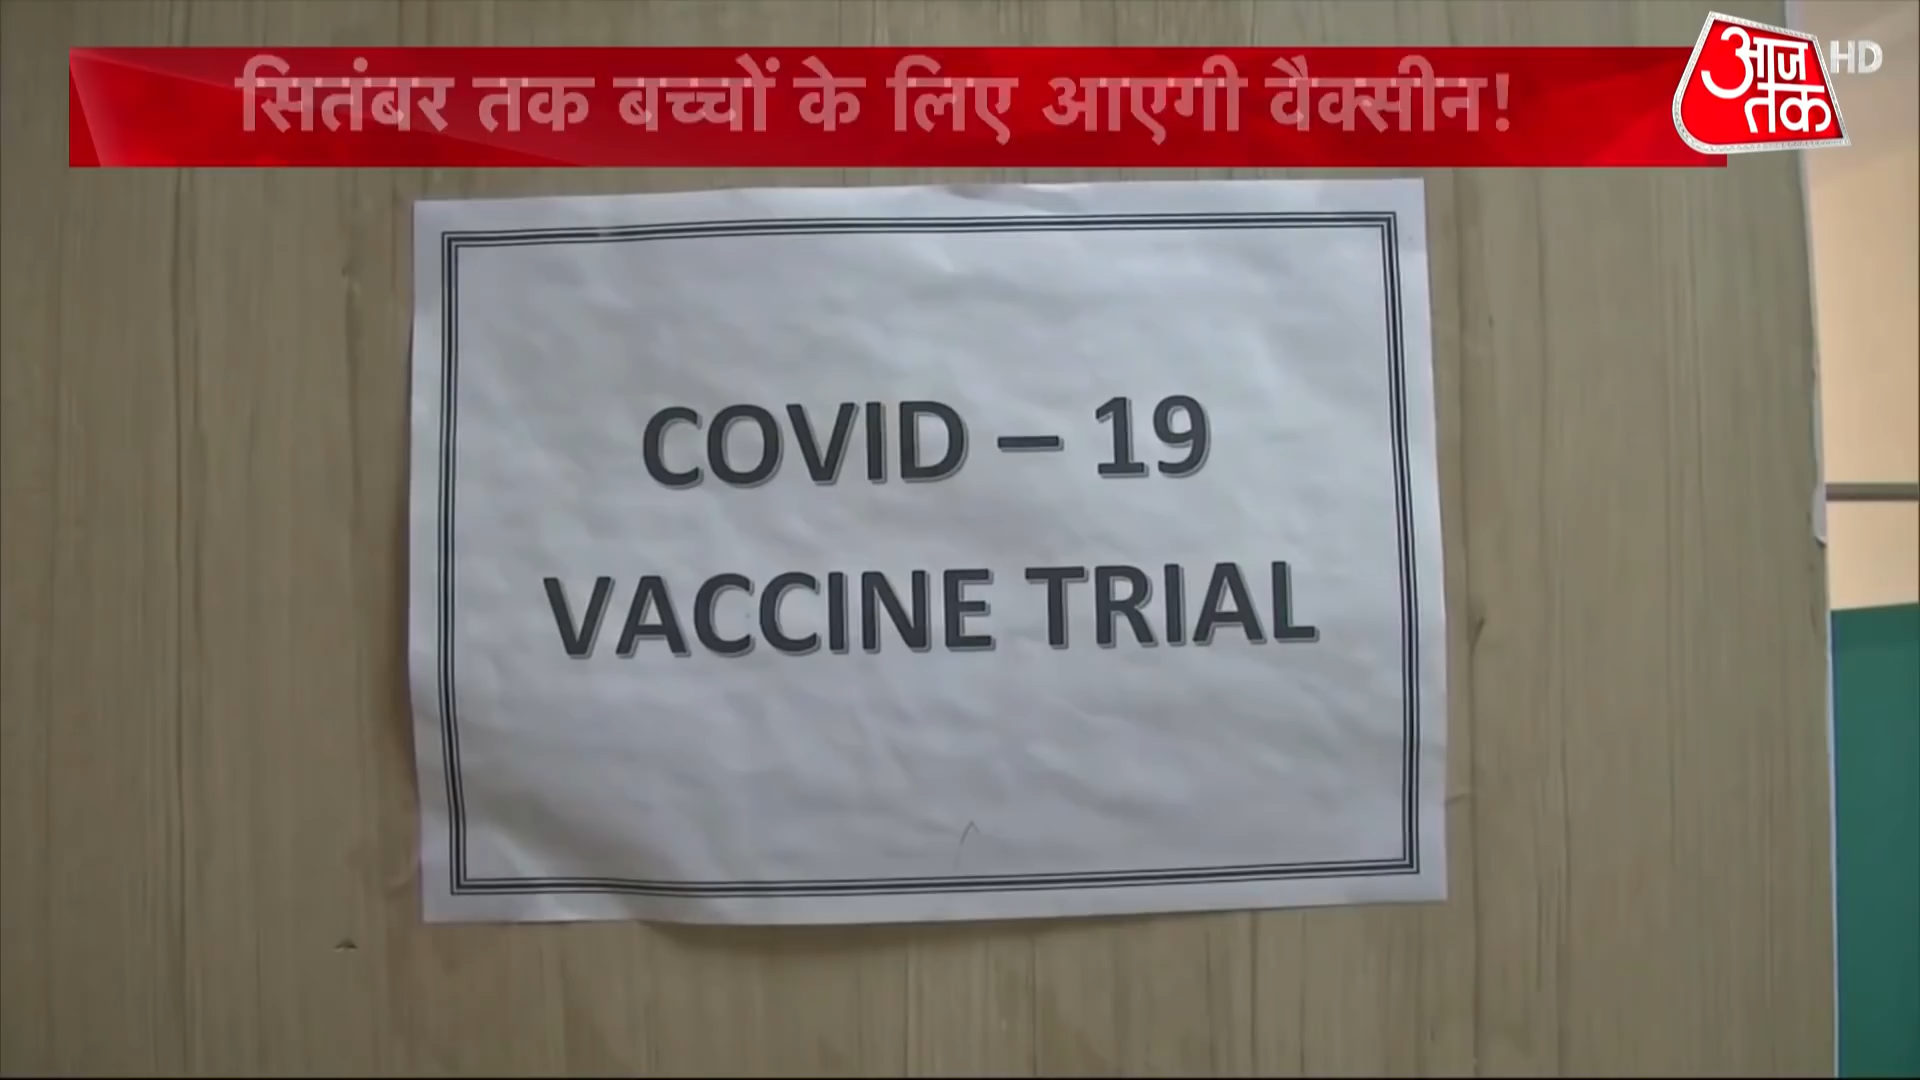 सितंबर तक बच्चों के लिए आएगी वैक्सीन!
आज
तक
HD
COVID – 19
VACCINE TRIAL